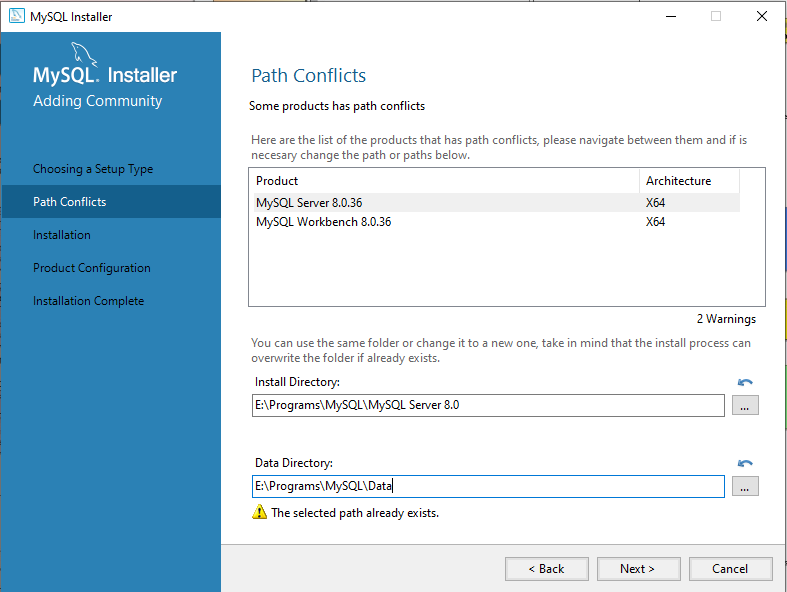 MySQL Installer
MySQL. Installer
Adding Community
Choosing a Setup Type
Path Conflicts
Installation
Product Configuration
Installation Complete
Path Conflicts
Some products has path conflicts
Here are the list of the products that has path conflicts, please navigate between them and if is
necesary change the path or paths below.
Product Architecture
MySQL Server 8.0.36 X64
MySQL Workbench 8.0.36 X64
2 Warnings
You can use the same folder or change it to a new one, take in mind that the install process can
overwrite the folder if already exists.
Install Directory:
E:\Programs\MySQL\MySQL Server 8.0
...
Data Directory:
E:\Programs\MySQL\Data
...
The selected path already exists.
< Back Next > Cancel